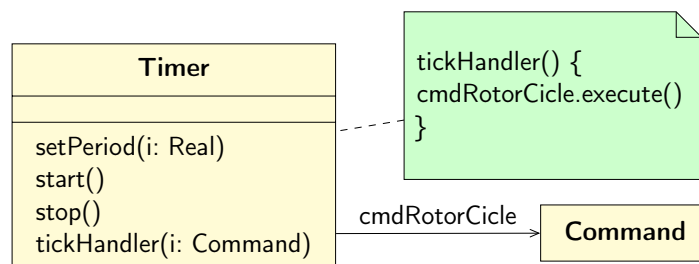 Timer
setPeriod(i: Real)
start()
stop()
tickHandler(i: Command)
tickHandler() {
cmdRotorCicle.execute()
}
cmdRotorCicle
Command